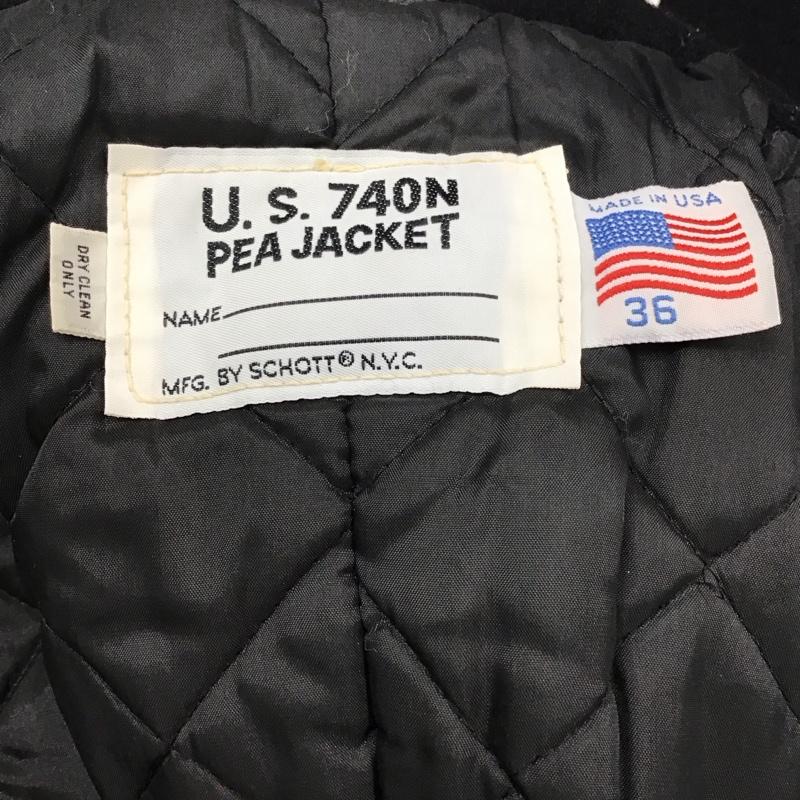 U. S. 740N
PEA JACKET
NAME
MFG. BY SCHOTT® N.Y.C.
DRY CLEAN
ONLY
MADE IN USA
36